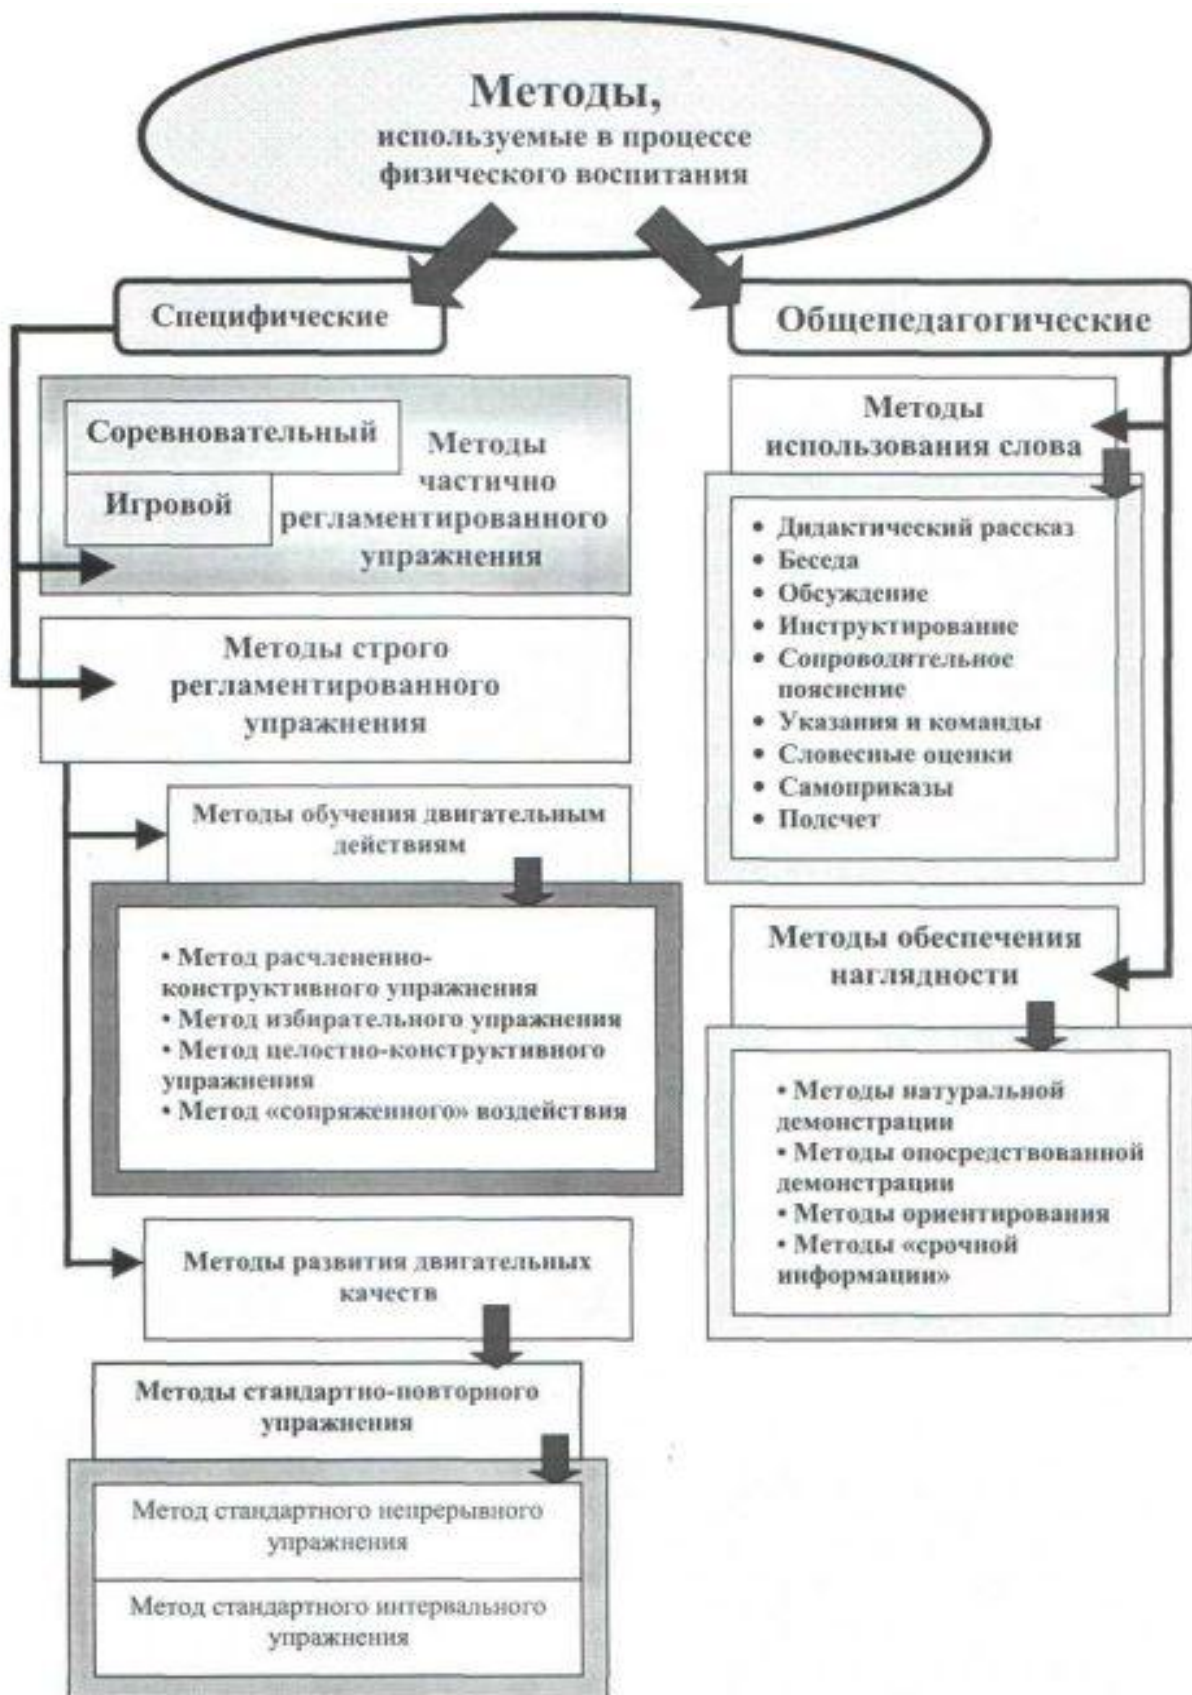 Методы,
используемые в процессе
физического воспитания
Специфические
Соревновательный
Игровой
Методы
частично
регламентированного
упражнения
Методы строго
регламентированного
упражнения
Методы обучения двигательным
действиям
• Метод расчлененно-
конструктивного упражнения
• Метод избирательного упражнения
• Метод целостно-конструктивного
упражнения
• Метод «сопряженного» воздействия
Методы развития двигательных
качеств
Методы стандартно-повторного
упражнения
Метод стандартного непрерывного
упражнения
Метод стандартного интервального
упражнения
Общепедагогические
Методы
использования слова
• Дидактический рассказ
• Беседа
• Обсуждение
• Инструктирование
• Сопроводительное
пояснение
• Указания и команды
• Словесные оценки
• Самоприказы
• Подсчет
Методы обеспечения
наглядности
• Методы натуральной
демонстрации
• Методы опосредствованной
демонстрации
• Методы ориентирования
• Методы «срочной
информации»